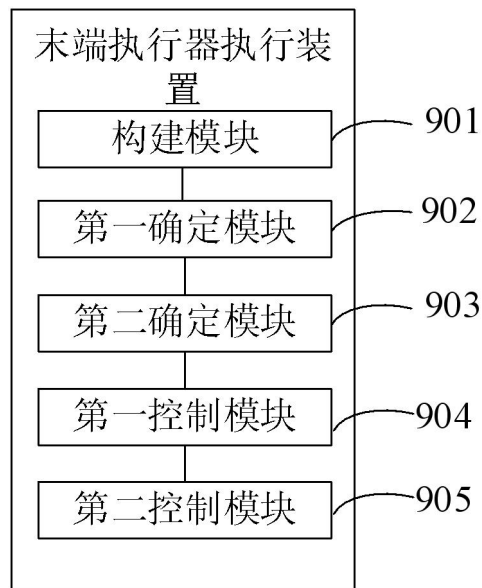 末端执行器执行装
置
构建模块
901
第一确定模块
902
第二确定模块
903
第一控制模块
904
第二控制模块
905